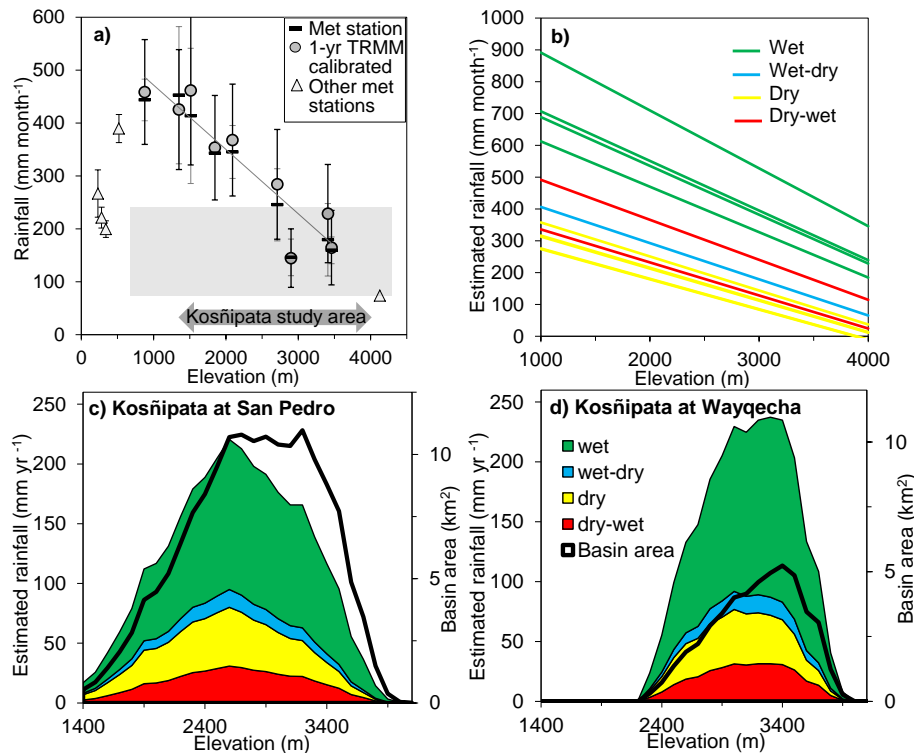 a)
Met station
1-yr TRMM
calibrated
Other met
stations
600
500
400
300
200
100
0
Rainfall (mm month-1)
Kosñipata study area
0 1000 2000 3000 4000
Elevation (m)
b)
Wet
Wet-dry
Dry
Dry-wet
1000
900
800
700
600
500
400
300
200
100
0
Estimated rainfall (mm month-1)
1000 2000 3000 4000
Elevation (m)
c) Kosñipata at San Pedro
250
200
150
100
50
0
Estimated rainfall (mm yr -1)
10
5
0
Basin area (km2)
1400 2400 3400
Elevation (m)
d) Kosñipata at Wayqecha
wet
wet-dry
dry
dry-wet
Basin area
250
200
150
100
50
0
Estimated rainfall (mm yr -1)
10
5
0
Basin area (km2)
1400 2400 3400
Elevation (m)